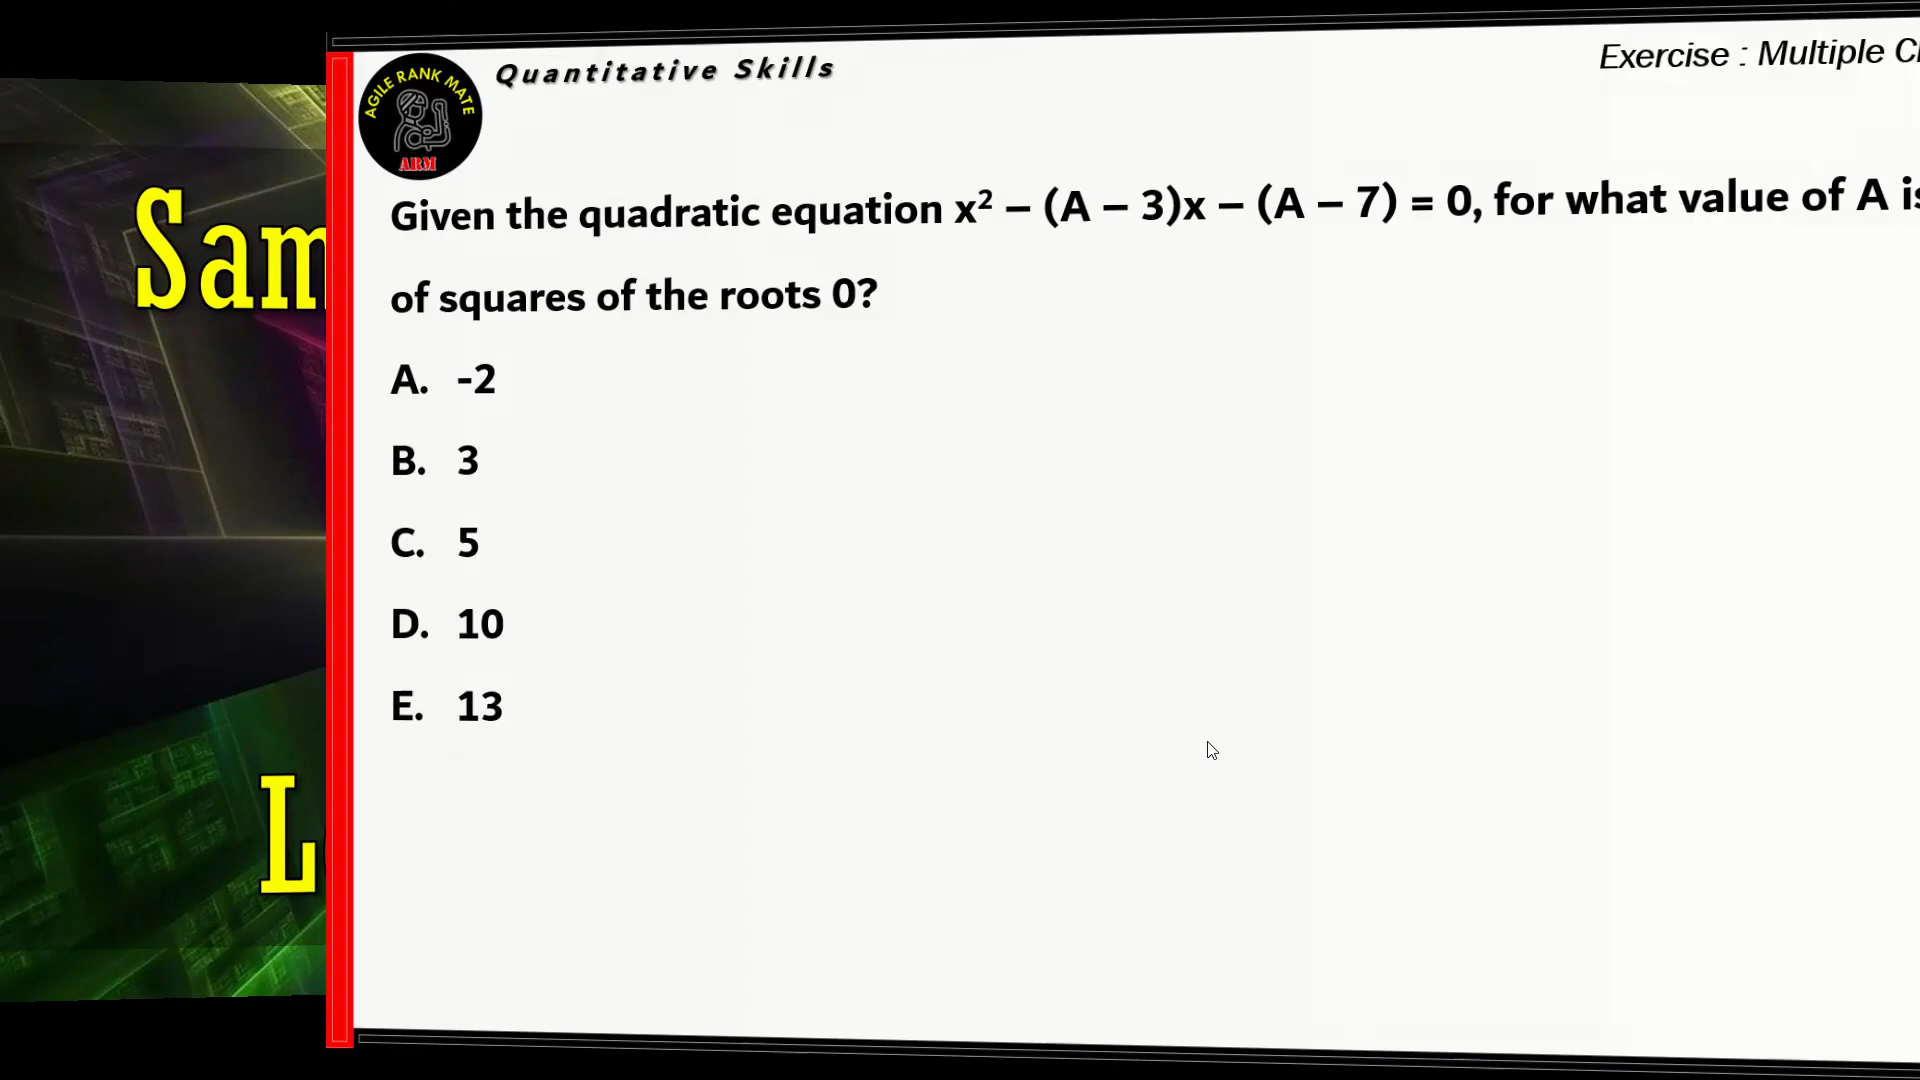 AGILE RANK MATE
ARM
Quantitative Skills
Exercise : Multiple
Given the quadratic equation x² – (A – 3)x – (A – 7) = 0, for what value of A
of squares of the roots 0?
A. -2
B. 3
C. 5
D. 10
E. 13
Sam
L